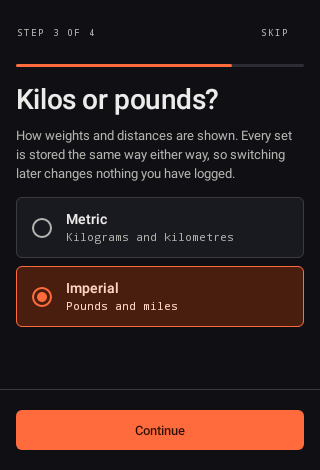 STEP 3 OF 4
SKIP
Kilos or pounds?
How weights and distances are shown. Every set
is stored the same way either way, so switching
later changes nothing you have logged.
Metric
Kilograms and kilometres
Imperial
Pounds and miles
Continue